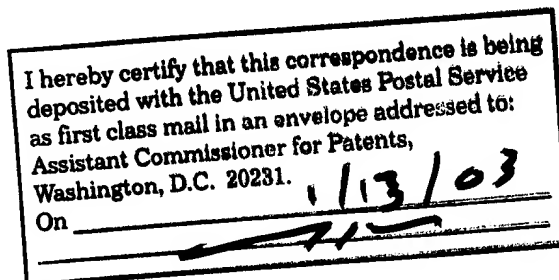 I hereby certify that this correspondence is being
deposited with the United States Postal Service
as first class mail in an envelope addressed to:
Assistant Commissioner for Patents,
Washington, D.C. 20231.
On 1/13/03